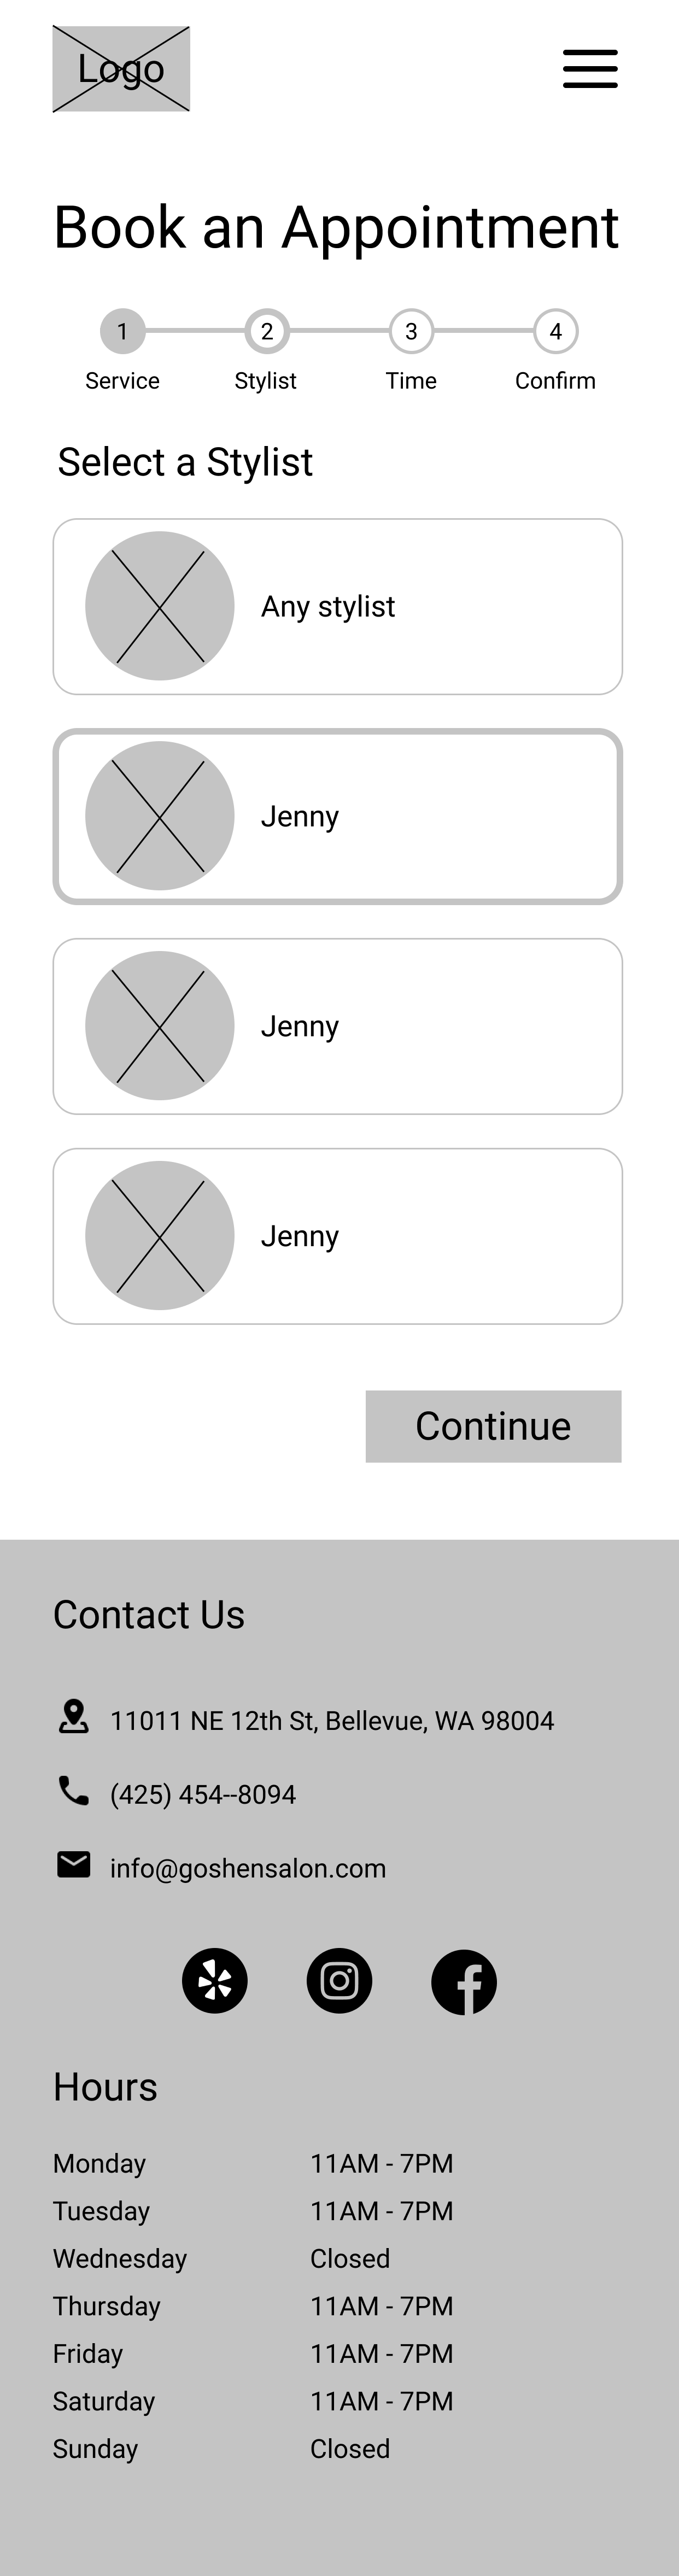 Logo
Book an Appointment
1 2 3 4
Service Stylist Time Confirm
Select a Stylist
Any stylist
Jenny
Jenny
Jenny
Continue
Contact Us
11011 NE 12th St, Bellevue, WA 98004
(425) 454--8094
info@goshensalon.com
Hours
Monday 11AM - 7PM
Tuesday 11AM - 7PM
Wednesday Closed
Thursday 11AM - 7PM
Friday 11AM - 7PM
Saturday 11AM - 7PM
Sunday Closed